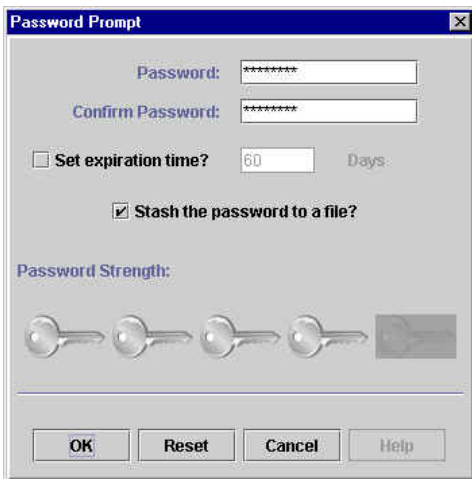 Password Prompt
Password: ********
Confirm Password: ********
Set expiration time? 60 Days
Stash the password to a file?
Password Strength:
OK Reset Cancel Help